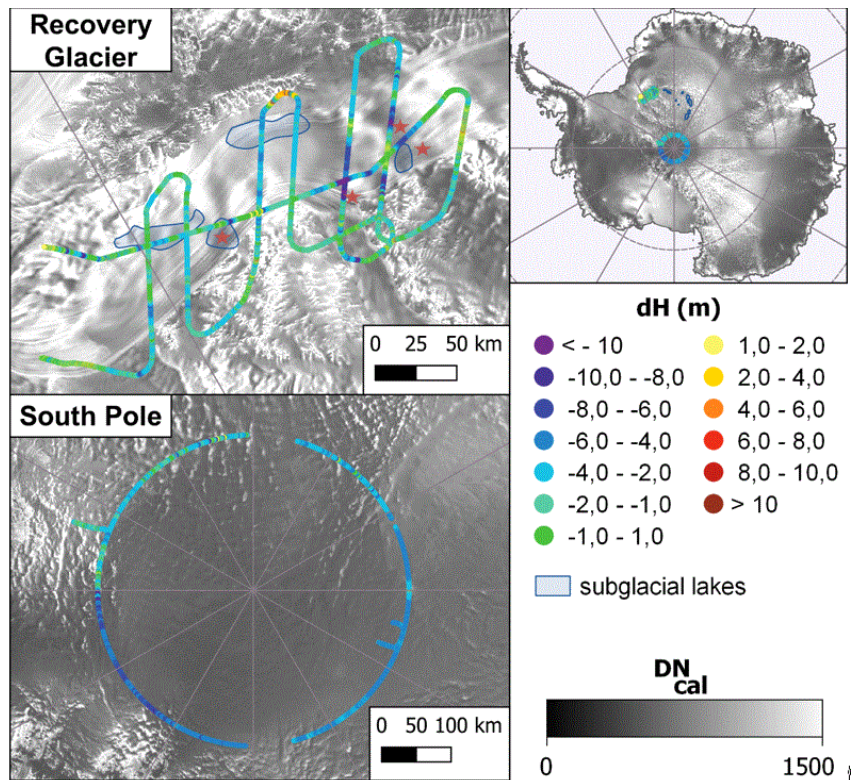 Recovery
Glacier
0 25 50 km
South Pole
0 50 100 km
dH (m)
< - 10
-10,0 - -8,0
-8,0 - -6,0
-6,0 - -4,0
-4,0 - -2,0
-2,0 - -1,0
-1,0 - 1,0
1,0 - 2,0
2,0 - 4,0
4,0 - 6,0
6,0 - 8,0
8,0 - 10,0
> 10
subglacial lakes
DN cal
0 1500